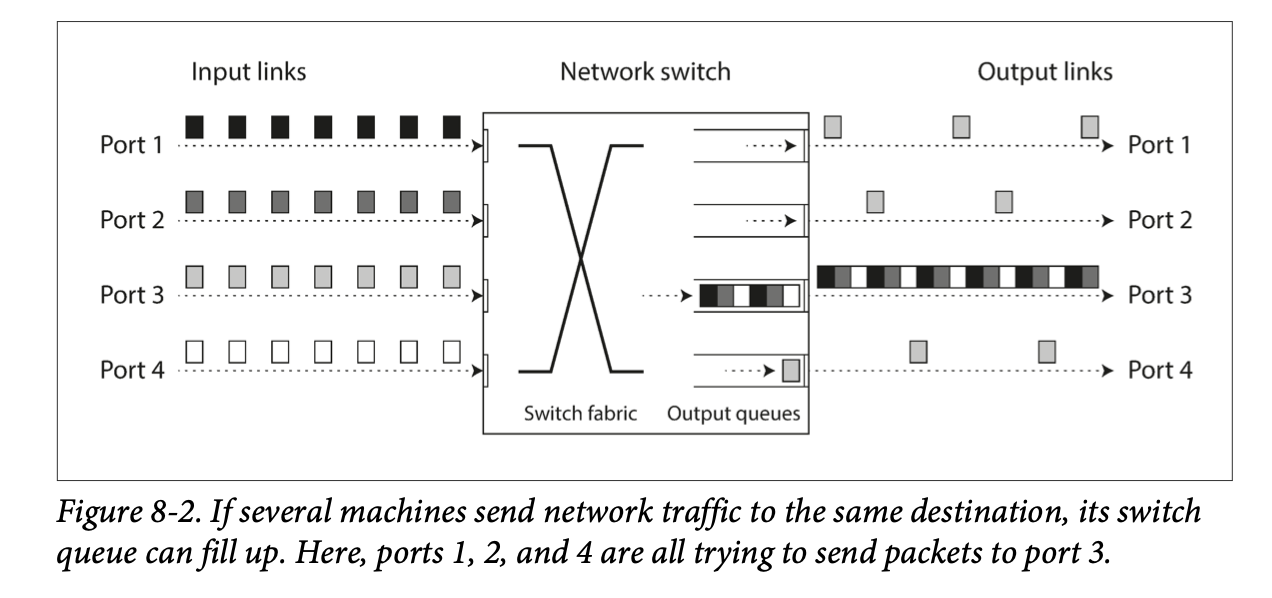 Input links
Network switch
Output links
Port 1
Port 1
Port 2
Port 2
Port 3
Port 3
Port 4
Port 4
Switch fabric
Output queues
Figure 8-2. If several machines send network traffic to the same destination, its switch
queue can fill up. Here, ports 1, 2, and 4 are all trying to send packets to port 3.